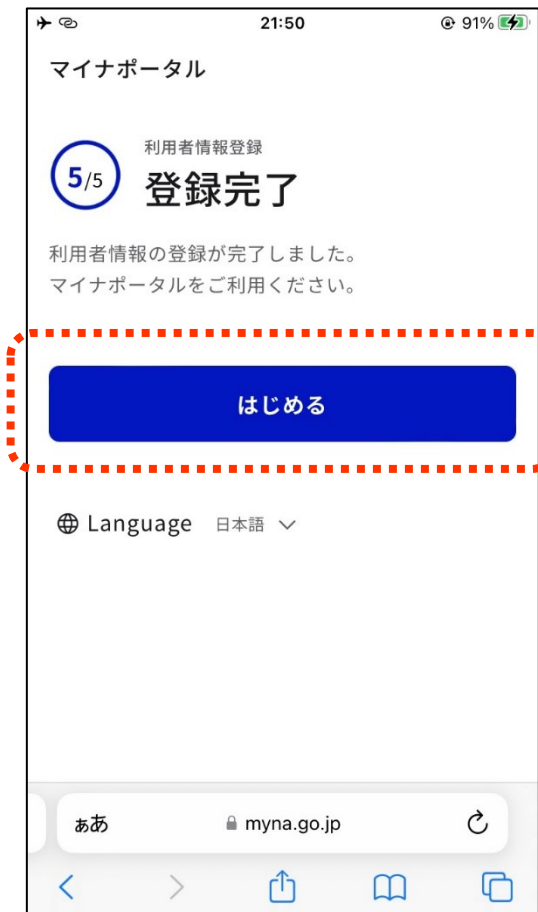 21:50
91%
マイナポータル
利用者情報登録
5/5
登録完了
利用者情報の登録が完了しました。
マイナポータルをご利用ください。
はじめる
Language 日本語
ぁあ
myna.go.jp